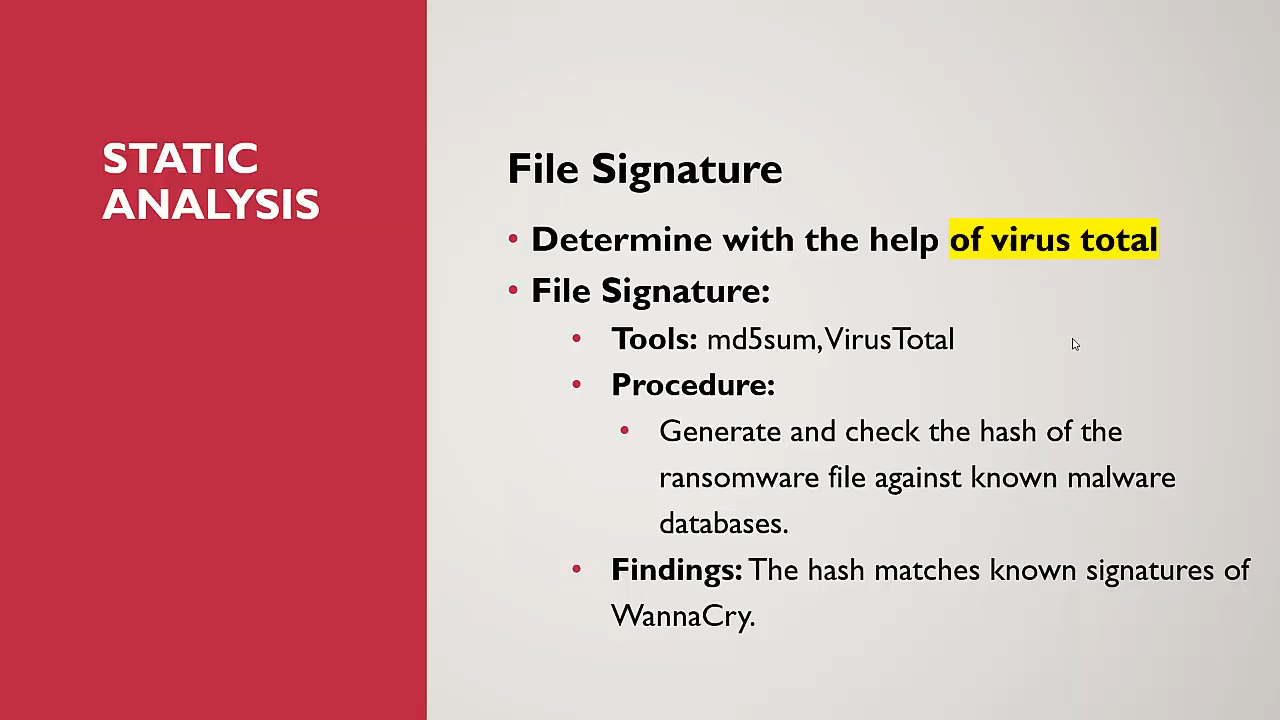 STATIC
ANALYSIS
File Signature
• Determine with the help of virus total
• File Signature:
• Tools: md5sum, VirusTotal
• Procedure:
• Generate and check the hash of the
ransomware file against known malware
databases.
• Findings: The hash matches known signatures of
WannaCry.